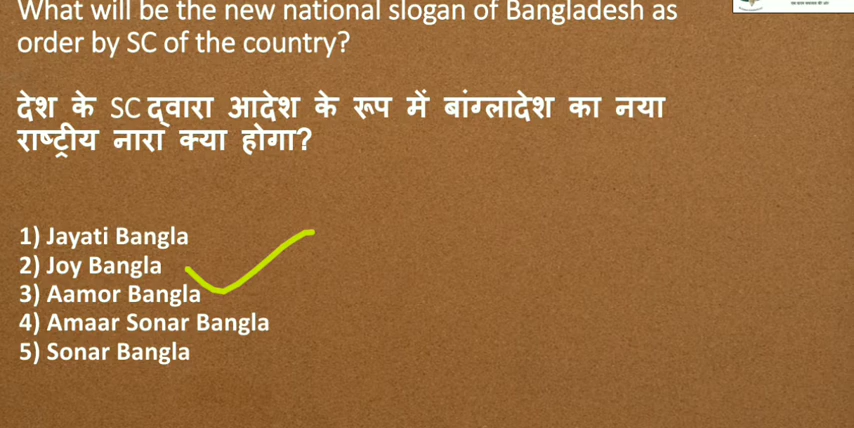 What will be the new national slogan of Bangladesh as
order by SC of the country?
देश के SC द्वारा आदेश के रूप में बांग्लादेश का नया
राष्ट्रीय नारा क्या होगा?
1) Jayati Bangla
2) Joy Bangla
3) Aamor Bangla
4) Amaar Sonar Bangla
5) Sonar Bangla